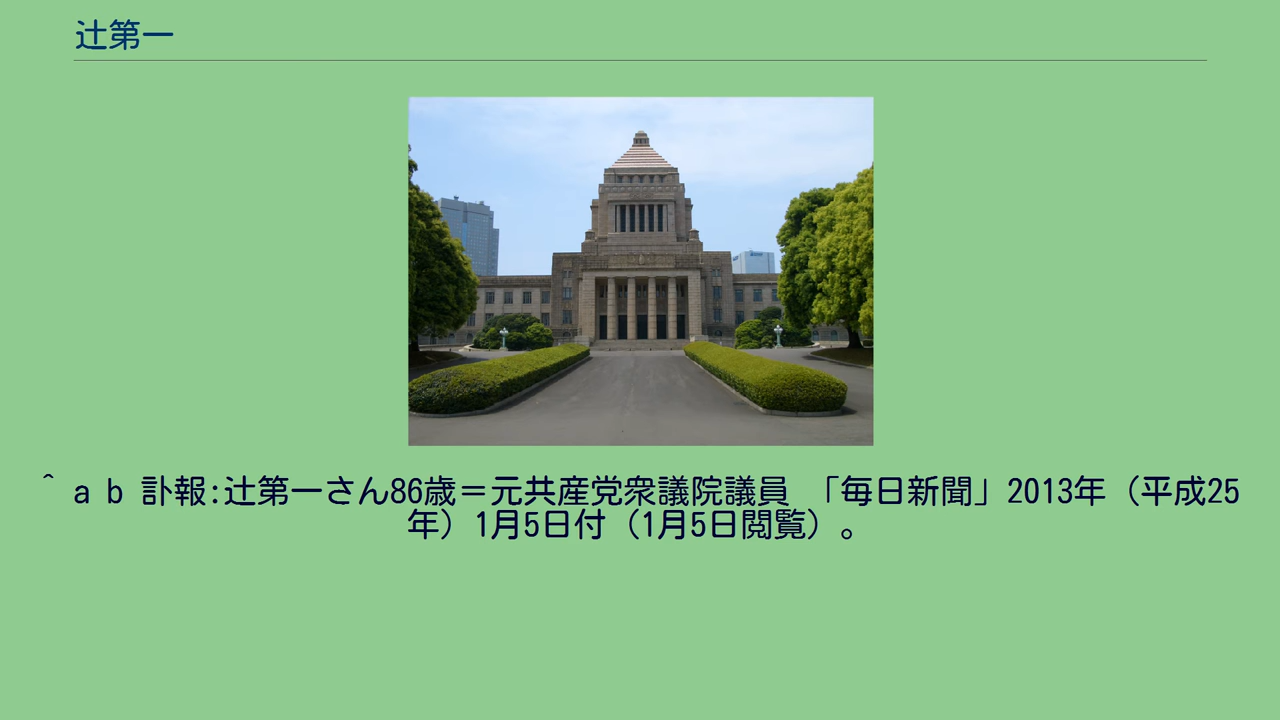 辻第一
^ a b 訃報:辻第一さん86歳＝元共産党衆議院議員 「毎日新聞」2013年（平成25
年）1月5日付（1月5日閲覧）。